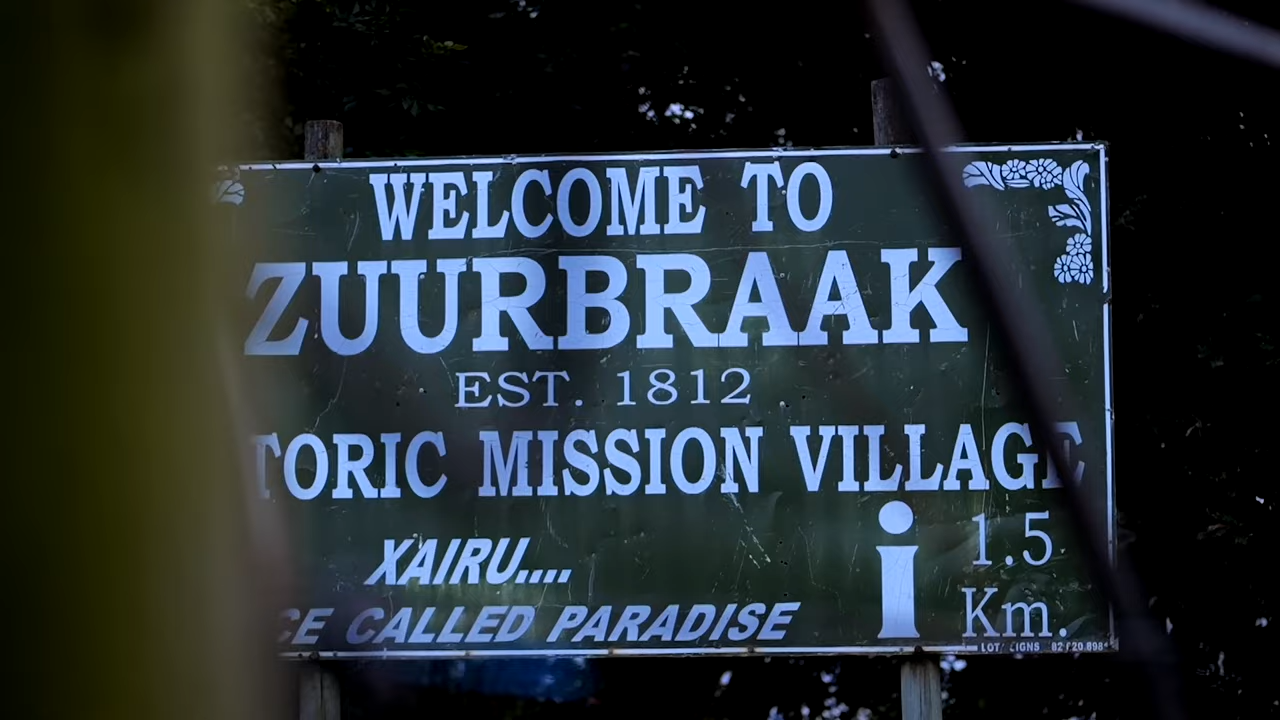 WELCOME TO
ZUURBRAAK
EST. 1812
TORIC MISSION VILLAGE
XAIRU....
CE CALLED PARADISE
i
1.5
Km.